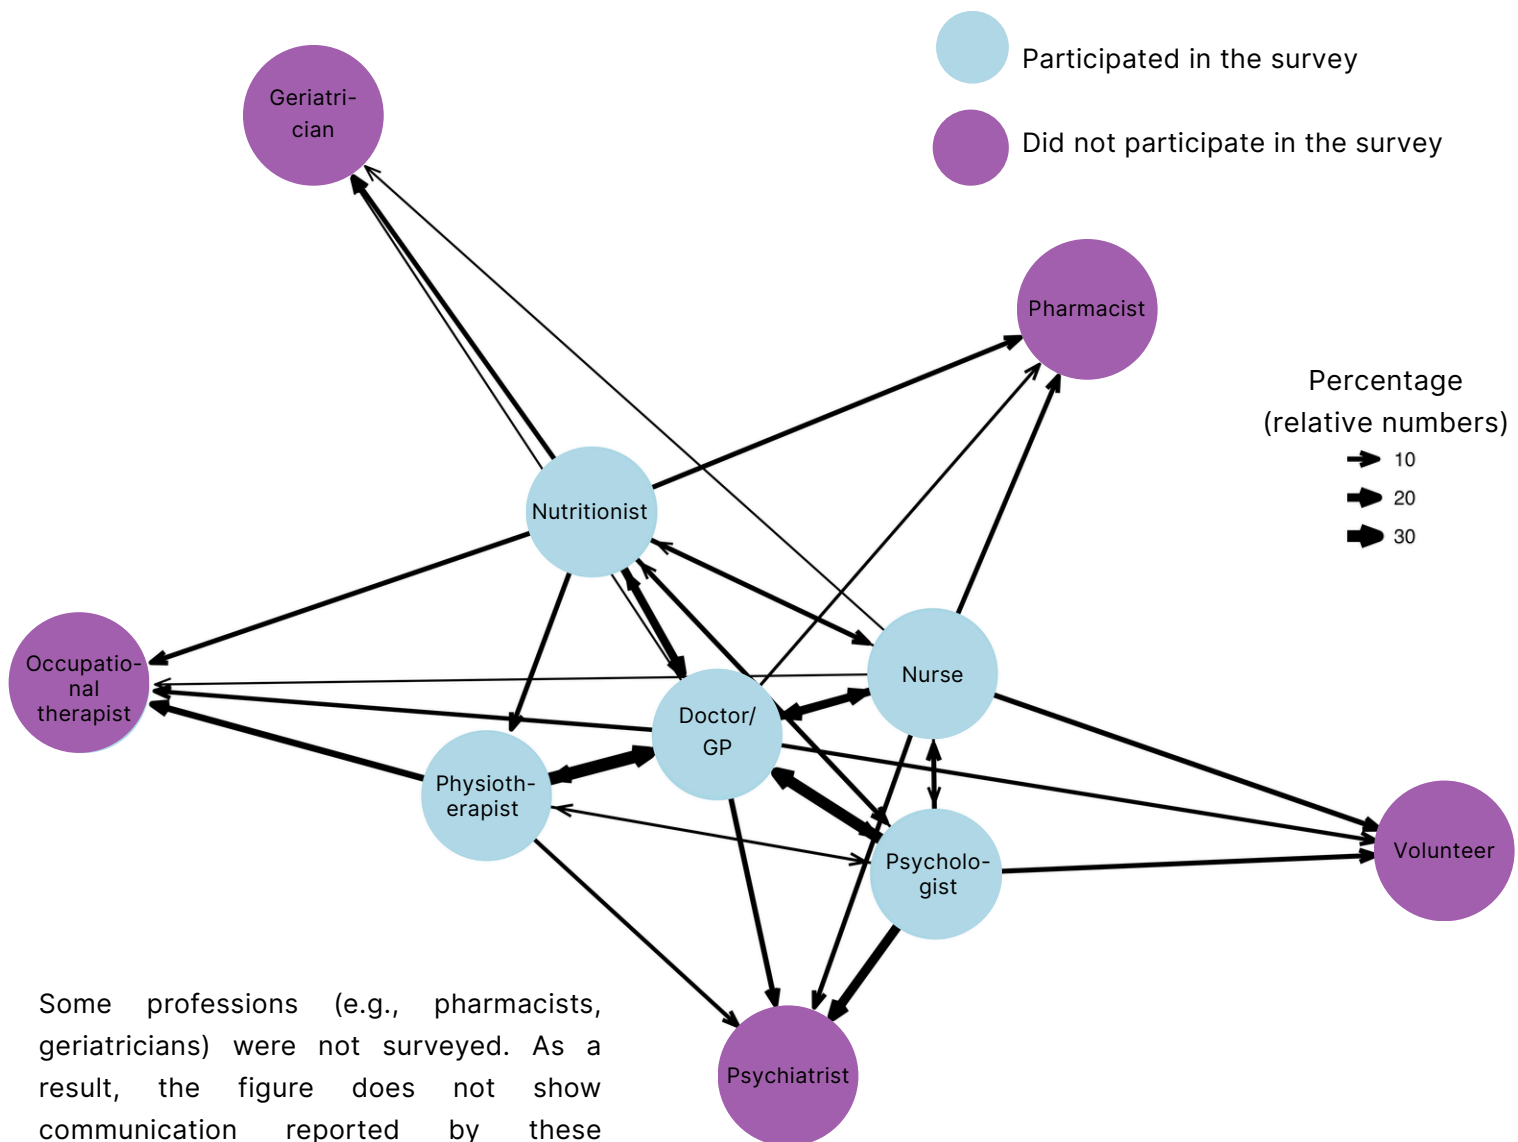 Participated in the survey
Did not participate in the survey
Geriatri-
cian
Pharmacist
Percentage
(relative numbers)
10
20
30
Nutritionist
Occupatio-
nal
therapist
Nurse
Doctor/
GP
Physioth-
erapist
Psycholo-
gist
Volunteer
Psychiatrist
Some professions (e.g., pharmacists,
geriatricians) were not surveyed. As a
result, the figure does not show
communication reported by these